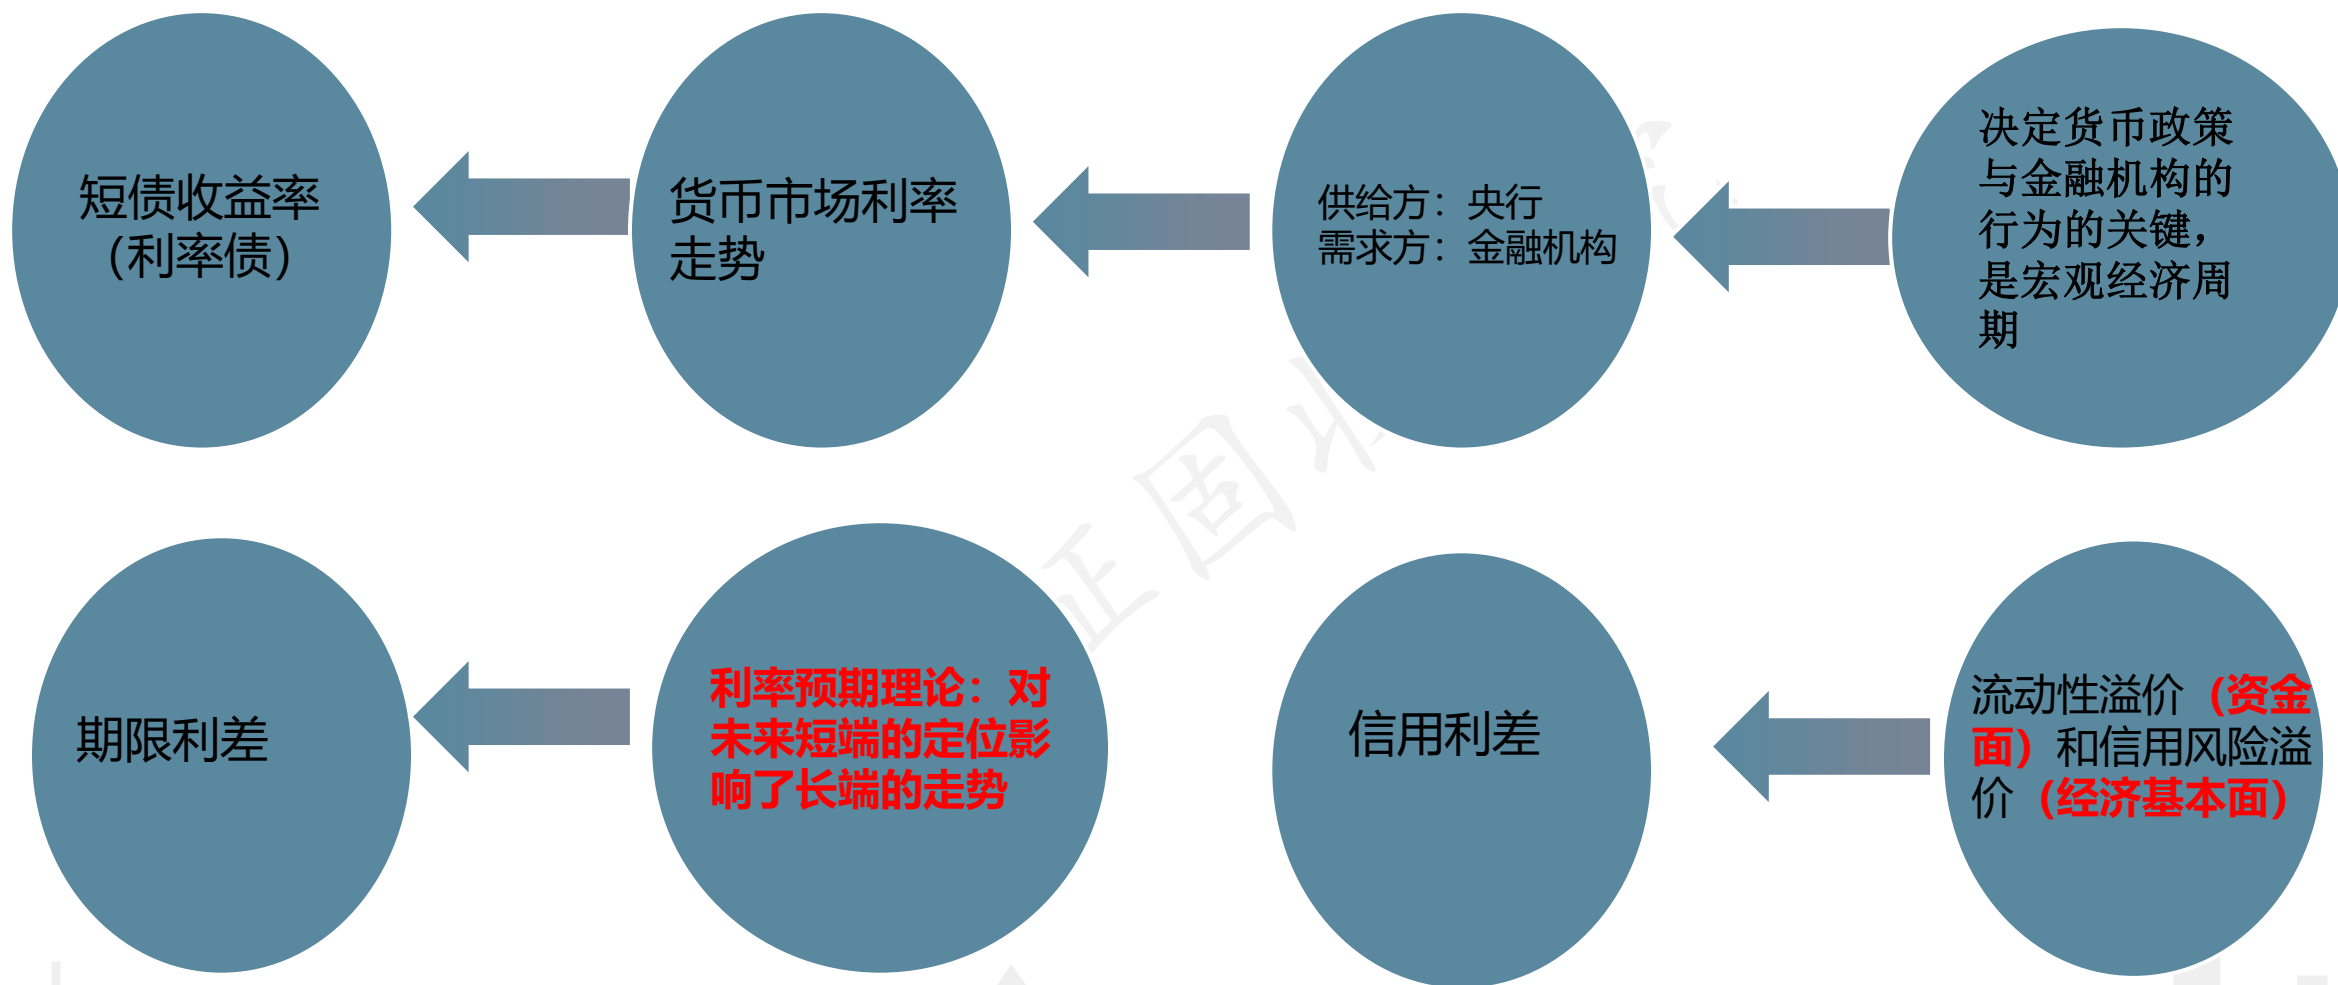 短债收益率
（利率债）
货币市场利率
走势
供给方：央行
需求方：金融机构
决定货币政策
与金融机构的
行为的关键，
是宏观经济周
期
期限利差
利率预期理论：对
未来短端的定位影
响了长端的走势
信用利差
流动性溢价（资金
面）和信用风险溢
价（经济基本面）